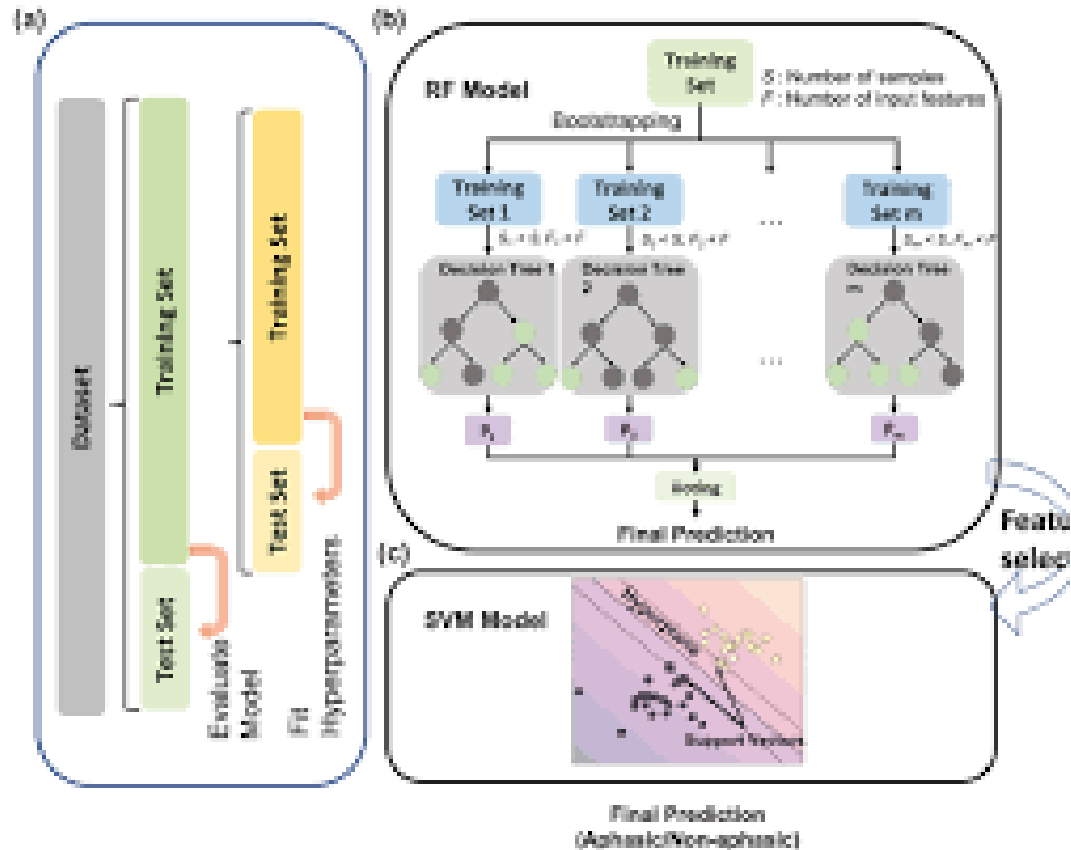 (a)
Dataset
Training Set
Test Set
Training Set
Test Set
Evaluate
Model
Fit
Hyperparameters
(b)
RF Model
Training
Set
S : Number of samples
F : Number of input features
Bootstrapping
Training
Set 1
Training
Set 2
...
Training
Set m
Decision Tree 1
Decision Tree
2
Decision Tree
m
...
Voting
Final Prediction
Featu
select
(c)
SVM Model
Hyperplane
Support Vectors
Final Prediction
(Aphasic/Non-aphasic)